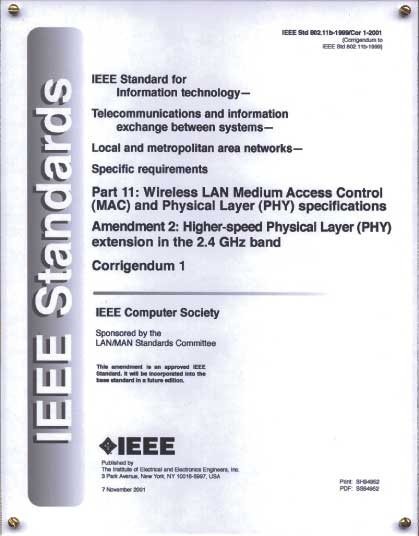 IEEE Std 802.11b-1999/Cor 1-2001
(Corrigendum to
IEEE Std 802.11b-1999)
IEEE Standards
IEEE Standard for
Information technology—
Telecommunications and information
exchange between systems—
Local and metropolitan area networks—
Specific requirements
Part 11: Wireless LAN Medium Access Control
(MAC) and Physical Layer (PHY) specifications
Amendment 2: Higher-speed Physical Layer (PHY)
extension in the 2.4 GHz band
Corrigendum 1
IEEE Computer Society
Sponsored by the
LAN/MAN Standards Committee
This amendment is an approved IEEE
Standard. It will be incorporated into the
base standard in a future edition.
IEEE
Published by
The Institute of Electrical and Electronics Engineers, Inc.
3 Park Avenue, New York, NY 10016-5997, USA
7 November 2001
Print: SH94952
PDF: SS94952